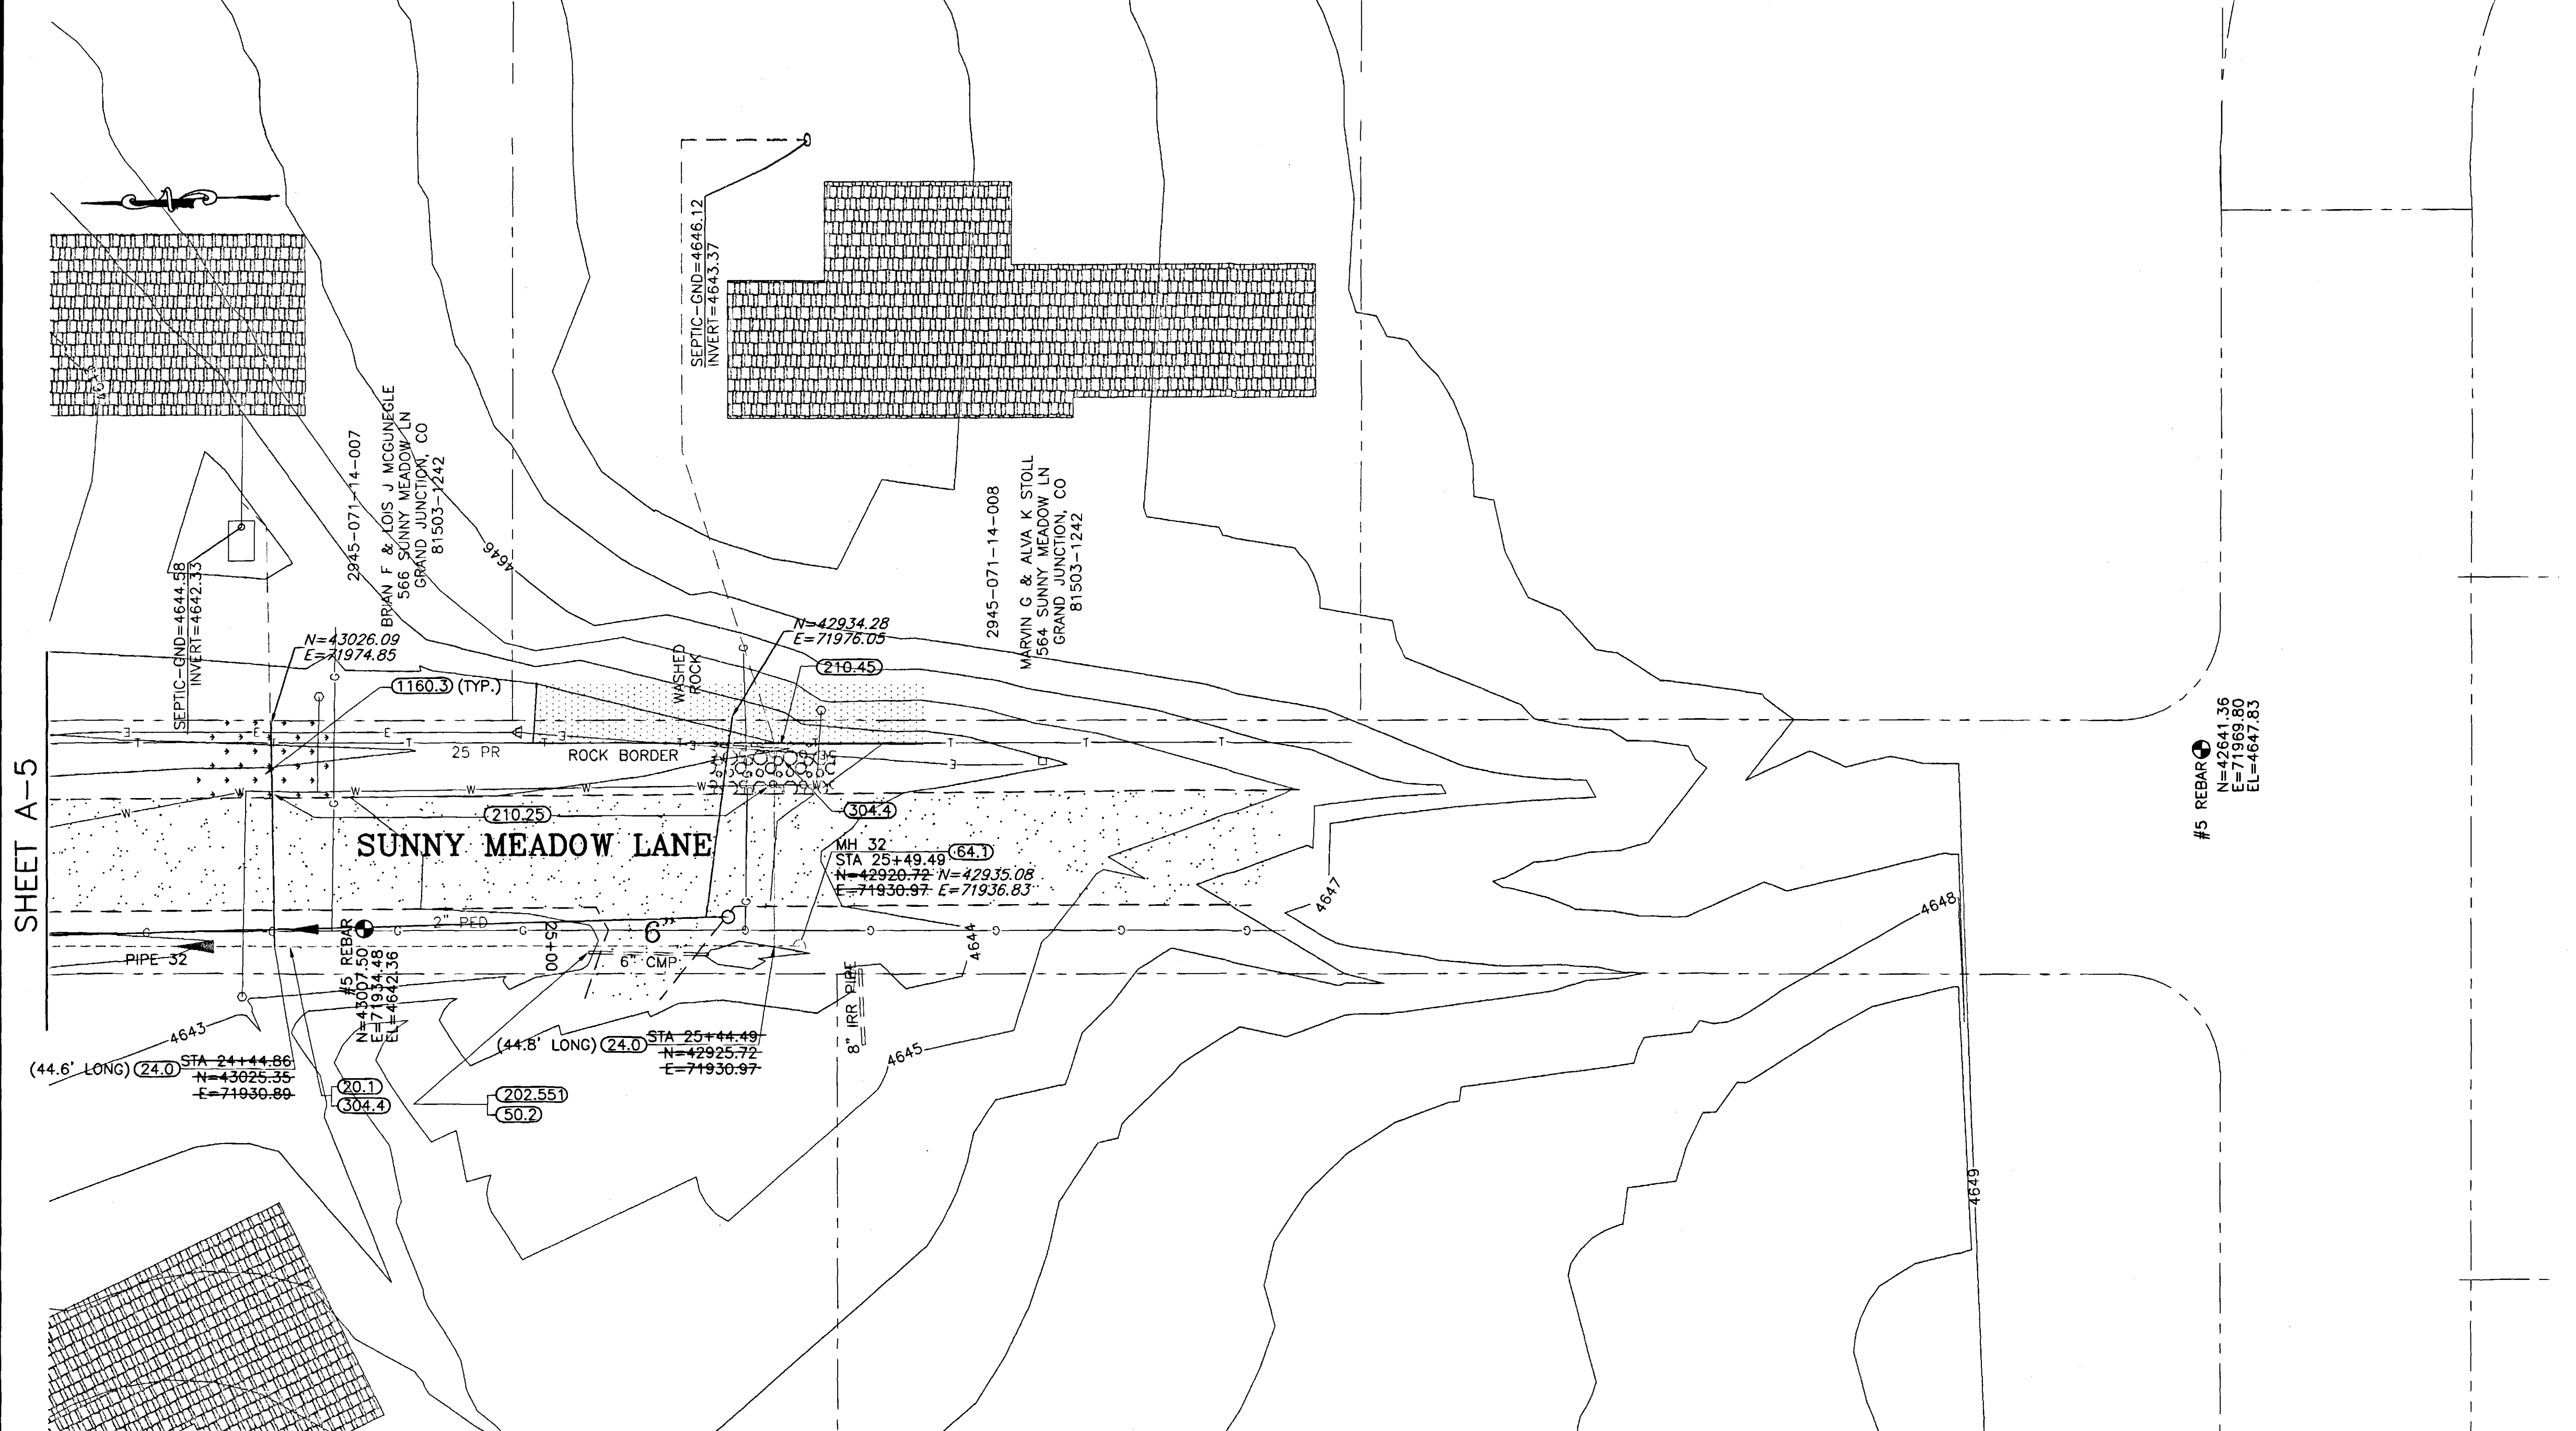 SHEET A-5
SEPTIC-GND=4646.12
INVERT=4643.37
2945-071-14-007
BRIAN F & LOIS J MCGUNEGLE
566 SUNNY MEADOW LN
GRAND JUNCTION, CO
81503-1242
4646
SEPTIC-GND=4644.58
INVERT=4642.33
2945-071-14-008
MARVIN G & ALVA K STOLL
564 SUNNY MEADOW LN
GRAND JUNCTION, CO
81503-1242
N=43026.09
E=71974.85
1160.3 (TYP.)
WASHED
ROCK
N=42934.28
E=71976.05
210.45
25 PR
ROCK BORDER
210.25
304.4
SUNNY MEADOW LANE
MH 32
STA 25+49.49 64.1
N=42920.72 N=42935.08
E=71930.97 E=71936.83
#5 REBAR
N=42641.36
E=71969.80
EL=4647.83
4647
4648
4649
2" PED
25+00
6"
6" CMP
4644
PIPE 32
#5 REBAR
N=43007.50
E=71934.48
EL=4642.36
8" IRR PIPE
4643
4645
(44.6' LONG) 24.0 STA 24+44.86
N=43025.35
E=71930.89
20.1
304.4
(44.8' LONG) 24.0 STA 25+44.49
N=42925.72
E=71930.97
202.551
50.2
E
E
E
E
E
T
T
T
T
T
W
W
W
W
W
W
G
G
G
G
G
G
G
G
G